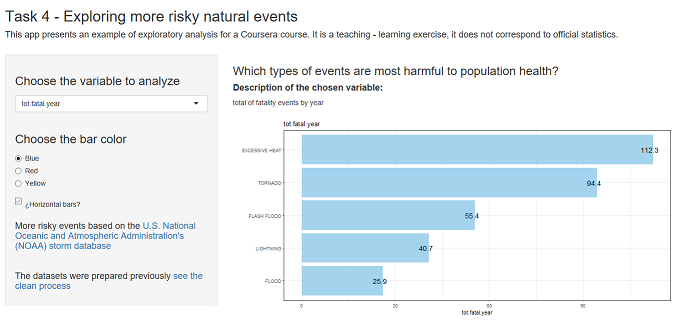 Task 4 - Exploring more risky natural events
This app presents an example of exploratory analysis for a Coursera course. It is a teaching - learning exercise, it does not correspond to official statistics.
Choose the variable to analyze
tot.fatal.year
Choose the bar color
Blue
Red
Yellow
¿Horizontal bars?
More risky events based on the U.S. National
Oceanic and Atmospheric Administration's
(NOAA) storm database
The datasets were prepared previously see the
clean process
Which types of events are most harmful to population health?
Description of the chosen variable:
total of fatality events by year
tot.fatal.year
EXCESSIVE HEAT 112.3
TORNADO 94.4
FLASH FLOOD 55.4
LIGHTNING 40.7
FLOOD 25.9
0 30 60 90
tot.fatal.year